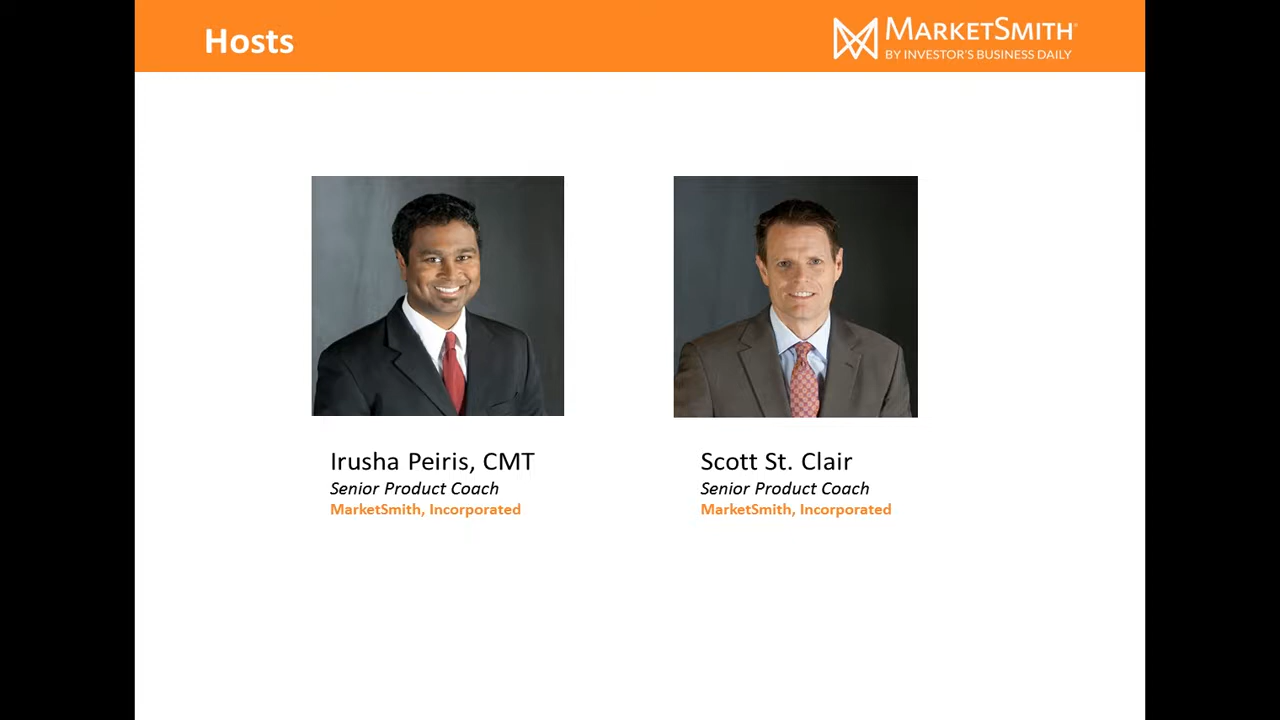 Hosts
MARKETSMITH®
BY INVESTOR'S BUSINESS DAILY
Irusha Peiris, CMT
Senior Product Coach
MarketSmith, Incorporated
Scott St. Clair
Senior Product Coach
MarketSmith, Incorporated